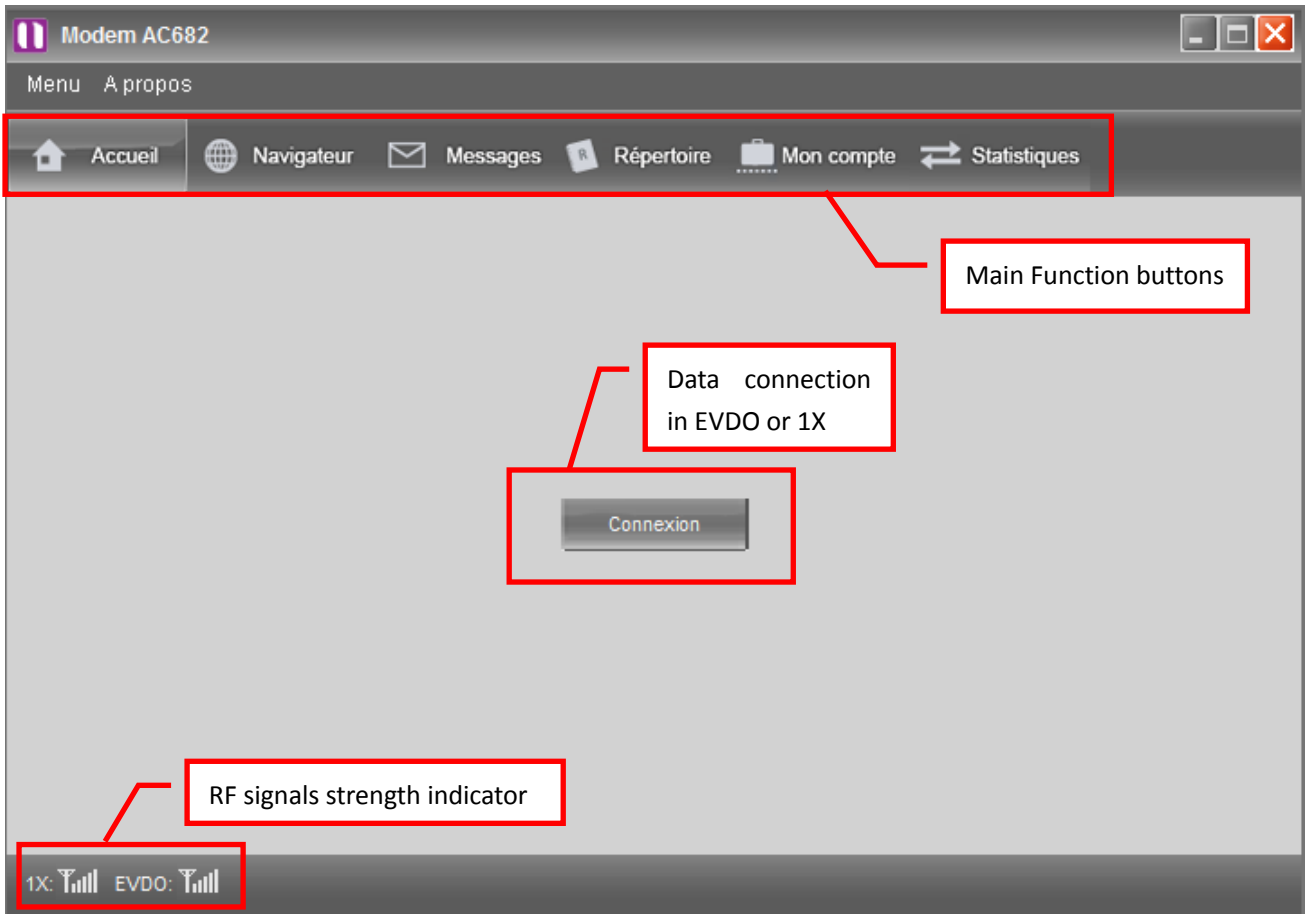 Modem AC682
Menu A propos
Accueil Navigateur Messages Répertoire Mon compte Statistiques
Main Function buttons
Data connection
in EVDO or 1X
Connexion
RF signals strength indicator
1X: EVDO: